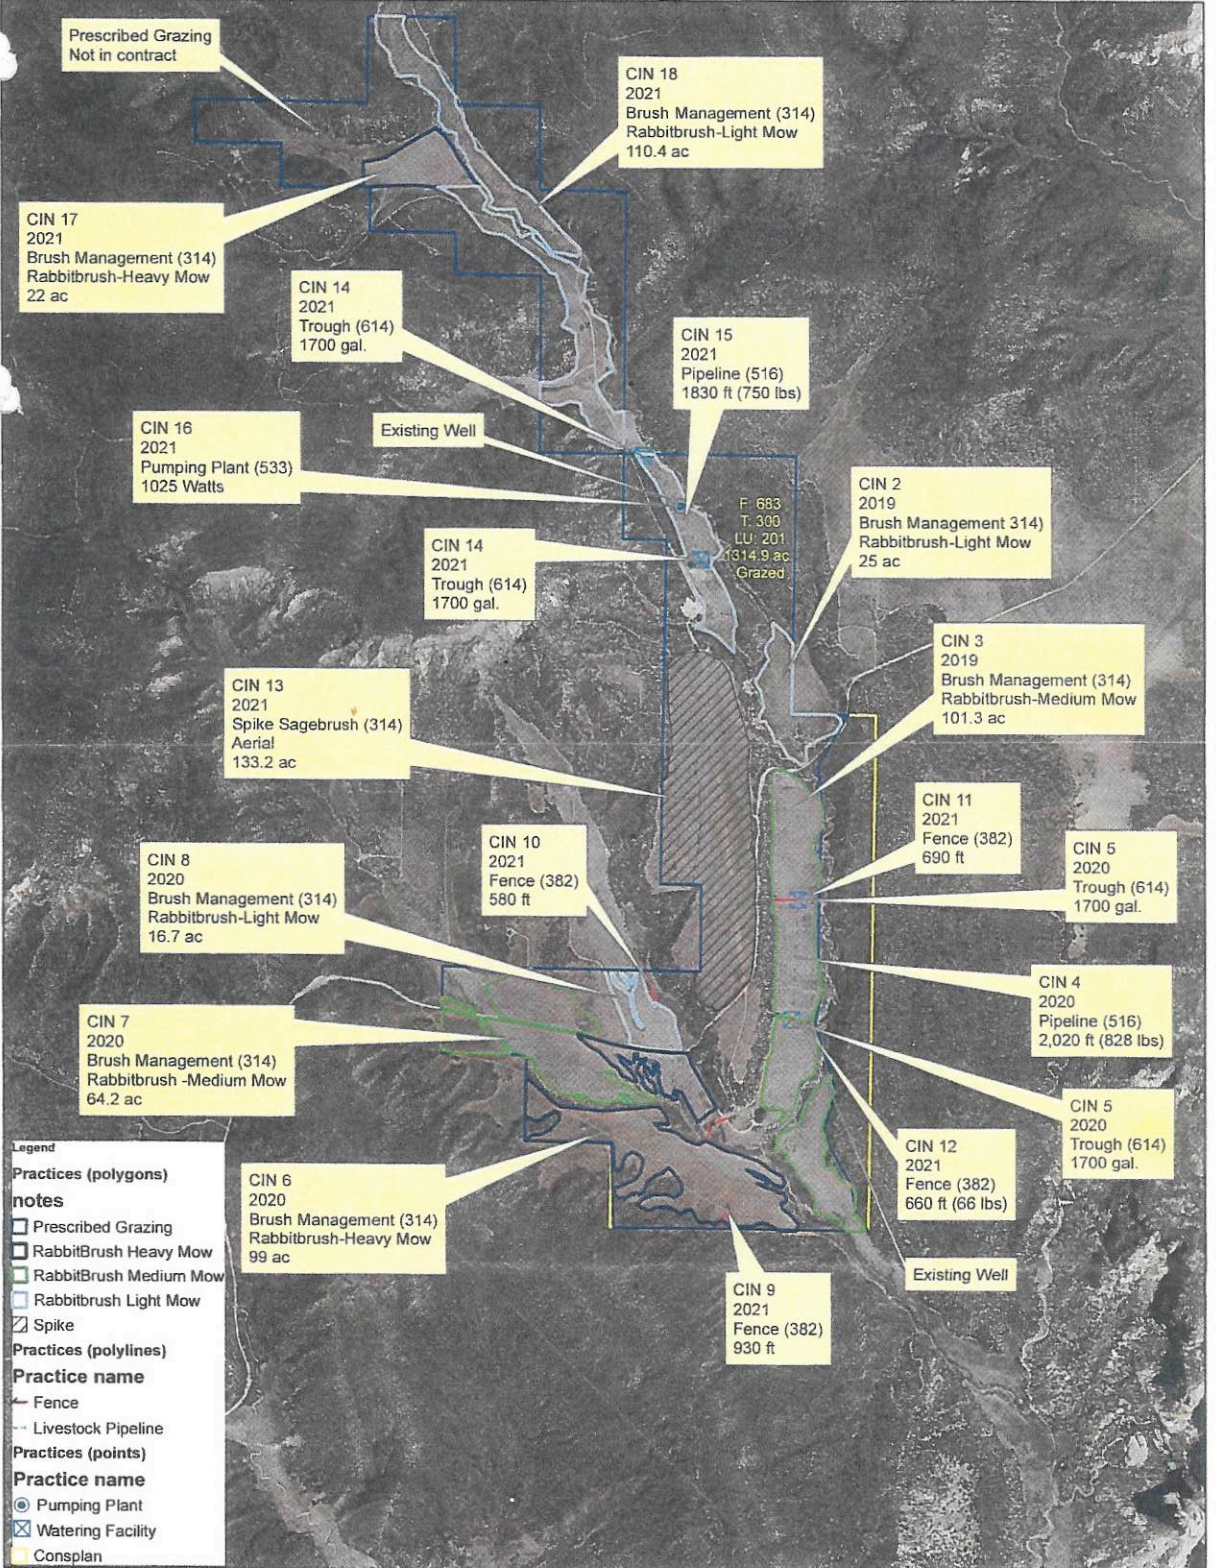 Prescribed Grazing
Not in contract
CIN 18
2021
Brush Management (314)
Rabbitbrush-Light Mow
110.4 ac
CIN 17
2021
Brush Management (314)
Rabbitbrush-Heavy Mow
22 ac
CIN 14
2021
Trough (614)
1700 gal.
CIN 15
2021
Pipeline (516)
1830 ft (750 lbs)
CIN 16
2021
Pumping Plant (533)
1025 Watts
Existing Well
F: 683
T: 300
LU: 201
1314.9 ac
Grazed
CIN 2
2019
Brush Management 314)
Rabbitbrush-Light Mow
25 ac
CIN 14
2021
Trough (614)
1700 gal.
CIN 3
2019
Brush Management (314)
Rabbitbrush-Medium Mow
101.3 ac
CIN 13
2021
Spike Sagebrush (314)
Aerial
133.2 ac
CIN 11
2021
Fence (382)
690 ft
CIN 5
2020
Trough (614)
1700 gal.
CIN 10
2021
Fence (382)
580 ft
CIN 8
2020
Brush Management (314)
Rabbitbrush-Light Mow
16.7 ac
CIN 4
2020
Pipeline (516)
2,020 ft (828 lbs)
CIN 7
2020
Brush Management (314)
Rabbitbrush -Medium Mow
64.2 ac
CIN 5
2020
Trough (614)
1700 gal.
CIN 12
2021
Fence (382)
660 ft (66 lbs)
CIN 6
2020
Brush Management (314)
Rabbitbrush-Heavy Mow
99 ac
Existing Well
CIN 9
2021
Fence (382)
930 ft
Legend
Practices (polygons)
notes
Prescribed Grazing
RabbitBrush Heavy Mow
RabbitBrush Medium Mow
Rabbitbrush Light Mow
Spike
Practices (polylines)
Practice name
Fence
Livestock Pipeline
Practices (points)
Practice name
Pumping Plant
Watering Facility
Consplan